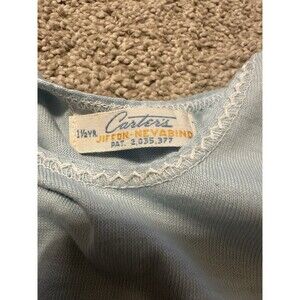 Carter's
1½ YR. JIFFON-NEVABIND
PAT. 2,035,377